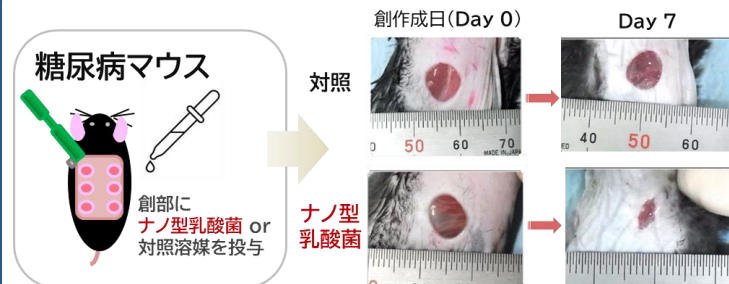 糖尿病マウス
創部に
ナノ型乳酸菌 or
対照溶媒を投与
創作成日(Day 0)
Day 7
対照
50 60 70
MADE IN JAPAN
40 50 60
ナノ型
乳酸菌